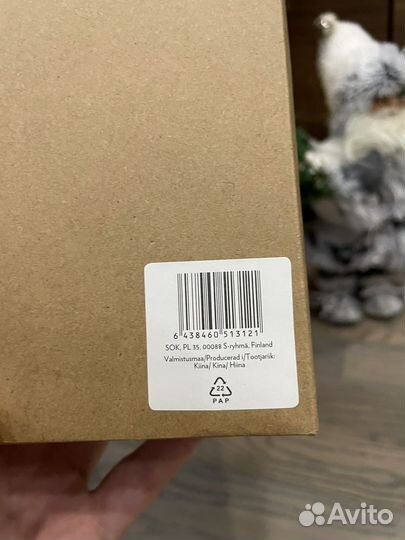 6 438460 513121
SOK, PL 35, 00088 S-ryhmä, Finland
Valmistusmaa/Producerad i/Tootjariik:
Kiina/ Kina/ Hiina
22
PAP
Avito